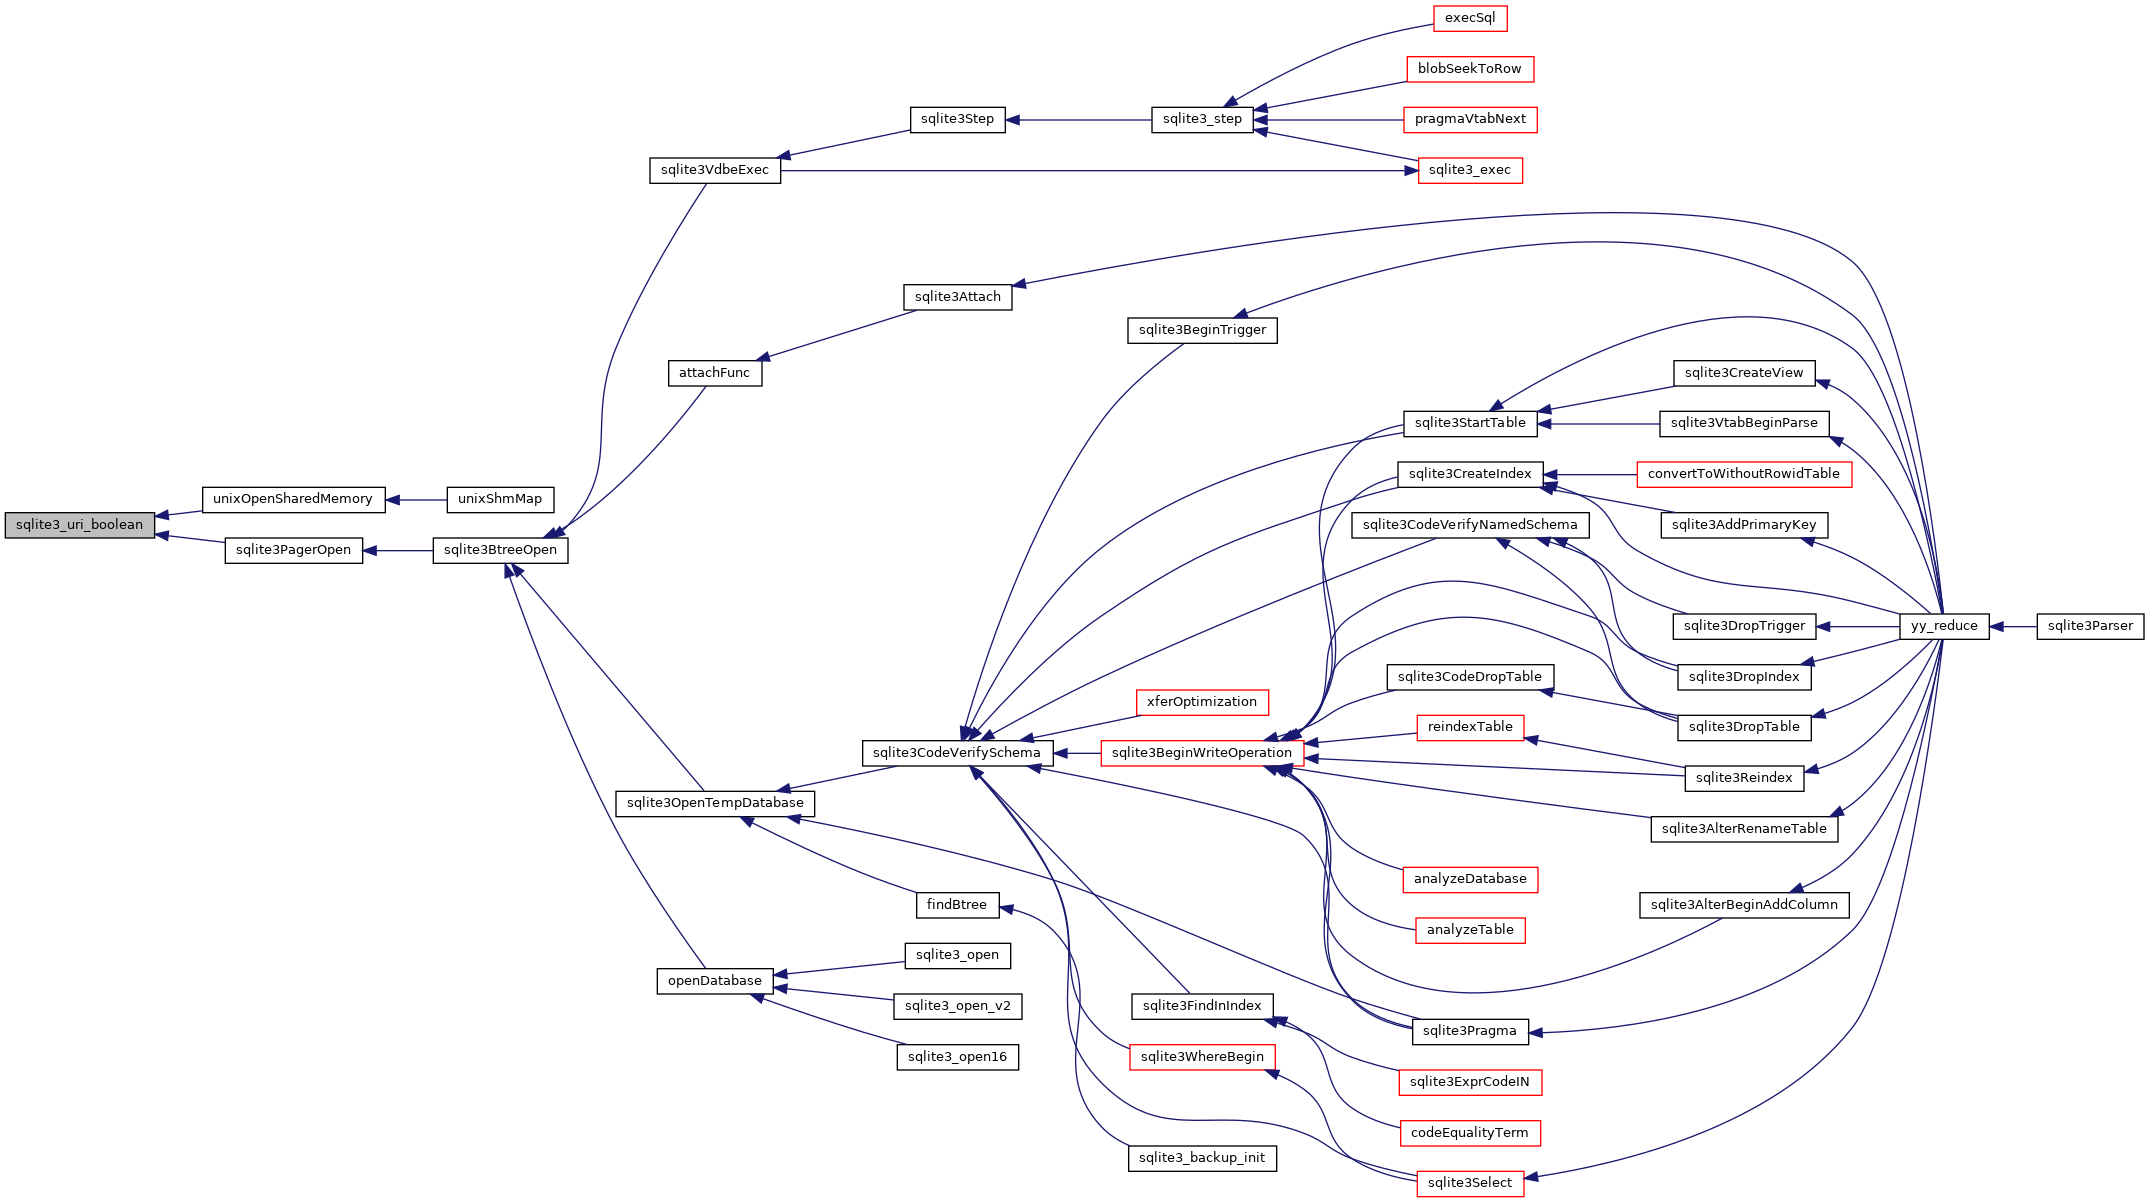 execSql
blobSeekToRow
sqlite3Step
sqlite3_step
pragmaVtabNext
sqlite3VdbeExec
sqlite3_exec
sqlite3Attach
sqlite3BeginTrigger
attachFunc
sqlite3CreateView
sqlite3StartTable
sqlite3VtabBeginParse
sqlite3CreateIndex
convertToWithoutRowidTable
unixOpenSharedMemory
unixShmMap
sqlite3_uri_boolean
sqlite3CodeVerifyNamedSchema
sqlite3AddPrimaryKey
sqlite3PagerOpen
sqlite3BtreeOpen
sqlite3DropTrigger
yy_reduce
sqlite3Parser
sqlite3CodeDropTable
sqlite3DropIndex
xferOptimization
reindexTable
sqlite3DropTable
sqlite3CodeVerifySchema
sqlite3BeginWriteOperation
sqlite3Reindex
sqlite3OpenTempDatabase
sqlite3AlterRenameTable
analyzeDatabase
findBtree
sqlite3AlterBeginAddColumn
analyzeTable
sqlite3_open
openDatabase
sqlite3_open_v2
sqlite3FindInIndex
sqlite3Pragma
sqlite3_open16
sqlite3WhereBegin
sqlite3ExprCodeIN
codeEqualityTerm
sqlite3_backup_init
sqlite3Select